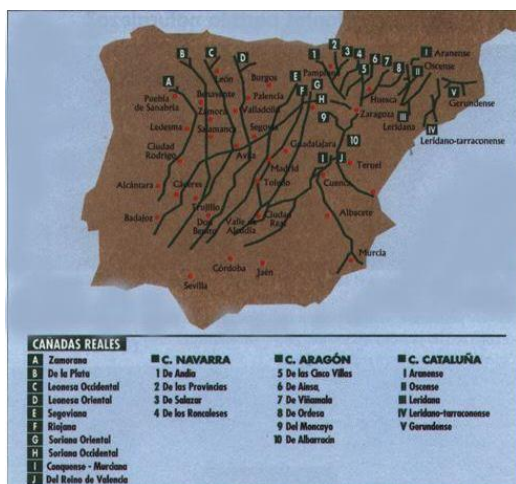 B
C
D
A
León
Burgos
Puebla
de Sanabria
Benavente
Palencia
Zamora
Valladolid
Ledesma
Salamanca
Segovia
Ciudad
Rodrigo
Avila
Alcántara
Cáceres
Badajoz
Trujillo
Don
Benito
Valle de
Alcudia
Ciudad
Real
Toledo
Madrid
Guadalajara
E
F
G
H
1
2
3
4
5
6
7
8
9
10
Pamplona
Huesca
Zaragoza
I
Aranense
Oscense
II
III
Leridana
IV
Leridano-tarraconense
V
Gerundense
I
J
Teruel
Cuenca
Albacete
Murcia
Córdoba
Jaén
Sevilla
CAÑADAS REALES
A Zamorana
B De la Plata
C Leonesa Occidental
D Leonesa Oriental
E Segoviana
F Riojana
G Soriana Oriental
H Soriana Occidental
I Conquense - Murciana
J Del Reino de Valencia
C. NAVARRA
1 De Andia
2 de las Provincias
3 De Salazar
4 De los Roncaleses
C. ARAGÓN
5 De las Cinco Villas
6 De Ainsa,
7 De Viñamala
8 De Ordesa
9 Del Moncayo
10 De Albarracin
C. CATALUÑA
I Aranense
II Oscense
III Leridana
IV Leridano-tarraconense
V Gerundense